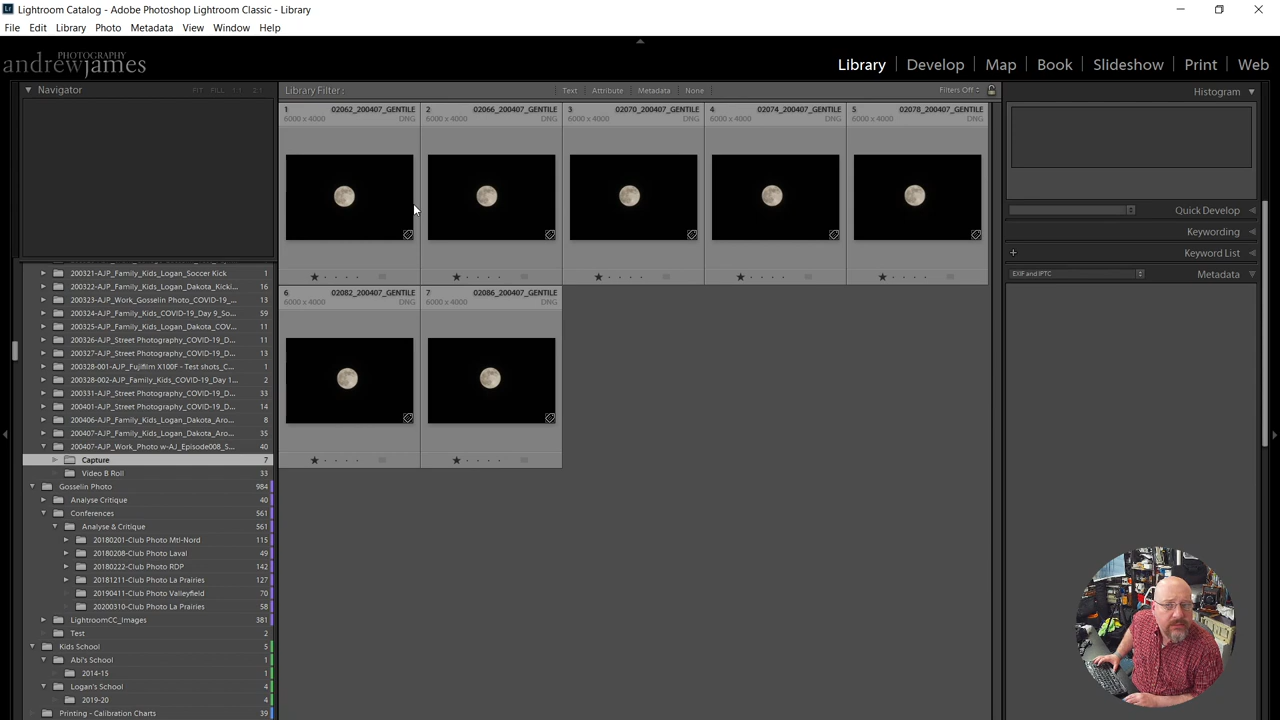 Lightroom Catalog - Adobe Photoshop Lightroom Classic - Library
File Edit Library Photo Metadata View Window Help
PHOTOGRAPHY
andrewjames
Library | Develop | Map | Book | Slideshow | Print | Web
Navigator FIT FILL 1:1 2:1
Library Filter : Text Attribute Metadata None Filters Off
Histogram
1 02062_200407_GENTILE
6000 x 4000 DNG
2 02066_200407_GENTILE
6000 x 4000 DNG
3 02070_200407_GENTILE
6000 x 4000 DNG
4 02074_200407_GENTILE
6000 x 4000 DNG
5 02078_200407_GENTILE
6000 x 4000 DNG
6 02082_200407_GENTILE
6000 x 4000 DNG
7 02086_200407_GENTILE
6000 x 4000 DNG
Quick Develop
Keywording
Keyword List
EXIF and IPTC Metadata
200321-AJP_Family_Kids_Logan_Soccer Kick 1
200322-AJP_Family_Kids_Logan_Dakota_Kicki... 16
200323-AJP_Work_Gosselin Photo_COVID-19_... 13
200324-AJP_Family_Kids_COVID-19_Day 9_So... 59
200325-AJP_Family_Kids_Logan_Dakota_COV... 11
200326-AJP_Street Photography_COVID-19_D... 11
200327-AJP_Street Photography_COVID-19_D... 13
200328-001-AJP_Fujifilm X100F - Test shots_C... 1
200328-002-AJP_Family_Kids_COVID-19_Day 1... 2
200331-AJP_Street Photography_COVID-19_D... 33
200401-AJP_Street Photography_COVID-19_D... 14
200406-AJP_Family_Kids_Logan_Dakota_Aro... 8
200407-AJP_Family_Kids_Logan_Dakota_Aro... 35
200407-AJP_Work_Photo w-AJ_Episode008_S... 40
Capture 7
Video B Roll 33
Gosselin Photo 984
Analyse Critique 40
Conferences 561
Analyse & Critique 561
20180201-Club Photo Mtl-Nord 115
20180208-Club Photo Laval 49
20180222-Club Photo RDP 142
20181211-Club Photo La Prairies 127
20190411-Club Photo Valleyfield 70
20200310-Club Photo La Prairies 58
LightroomCC_Images 381
Test 2
Kids School 5
Abi's School 1
2014-15 1
Logan's School 4
2019-20 4
Printing - Calibration Charts 39